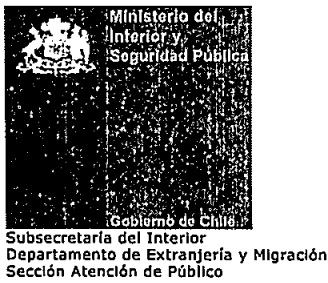 Ministerio del
Interior y
Seguridad Pública
Gobierno de Chile
Subsecretaría del Interior
Departamento de Extranjería y Migración
Sección Atención de Público